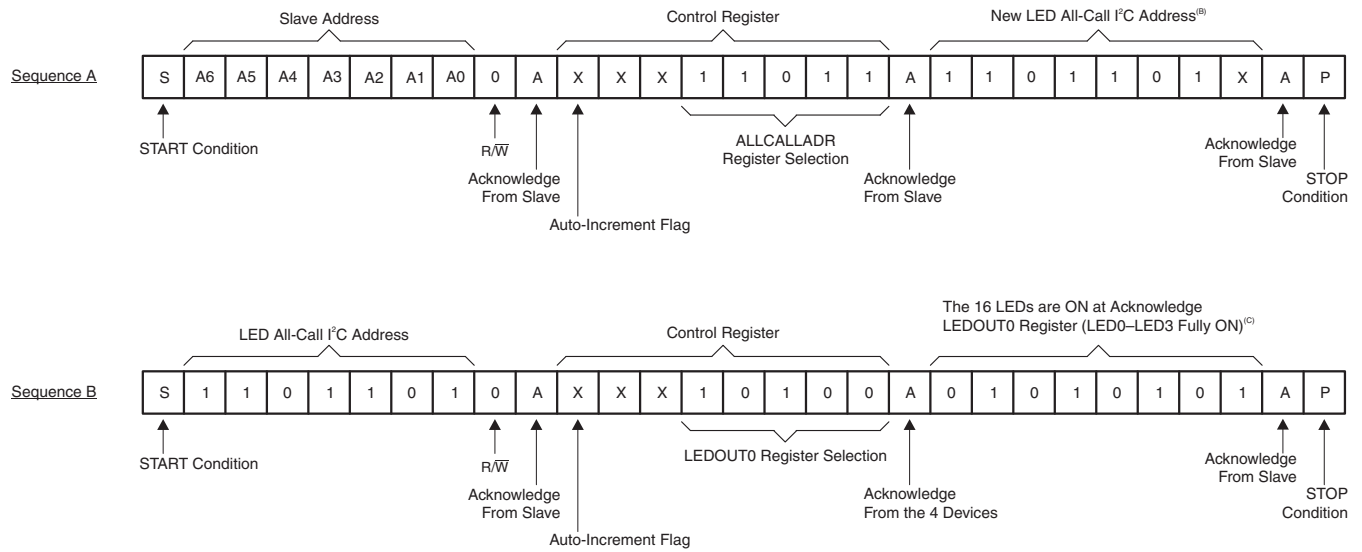 Slave Address
Control Register
New LED All-Call I²C Address(B)
Sequence A
S A6 A5 A4 A3 A2 A1 A0 0 A X X X 1 1 0 1 1 A 1 1 0 1 1 0 1 X A P
START Condition
R/W̅
Acknowledge
From Slave
Auto-Increment Flag
ALLCALLADR
Register Selection
Acknowledge
From Slave
Acknowledge
From Slave
STOP
Condition
LED All-Call I²C Address
Control Register
The 16 LEDs are ON at Acknowledge
LEDOUT0 Register (LED0–LED3 Fully ON)(C)
Sequence B
S 1 1 0 1 1 0 1 0 A X X X 1 0 1 0 0 A 0 1 0 1 0 1 0 1 A P
START Condition
R/W̅
Acknowledge
From Slave
Auto-Increment Flag
LEDOUT0 Register Selection
Acknowledge
From the 4 Devices
Acknowledge
From Slave
STOP
Condition